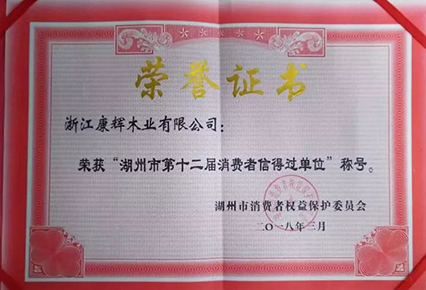 荣誉证书
浙江康辉木业有限公司：
荣获“湖州市第十二届消费者信得过单位”称号。
湖州市消费者权益保护委员会
二〇一八年三月